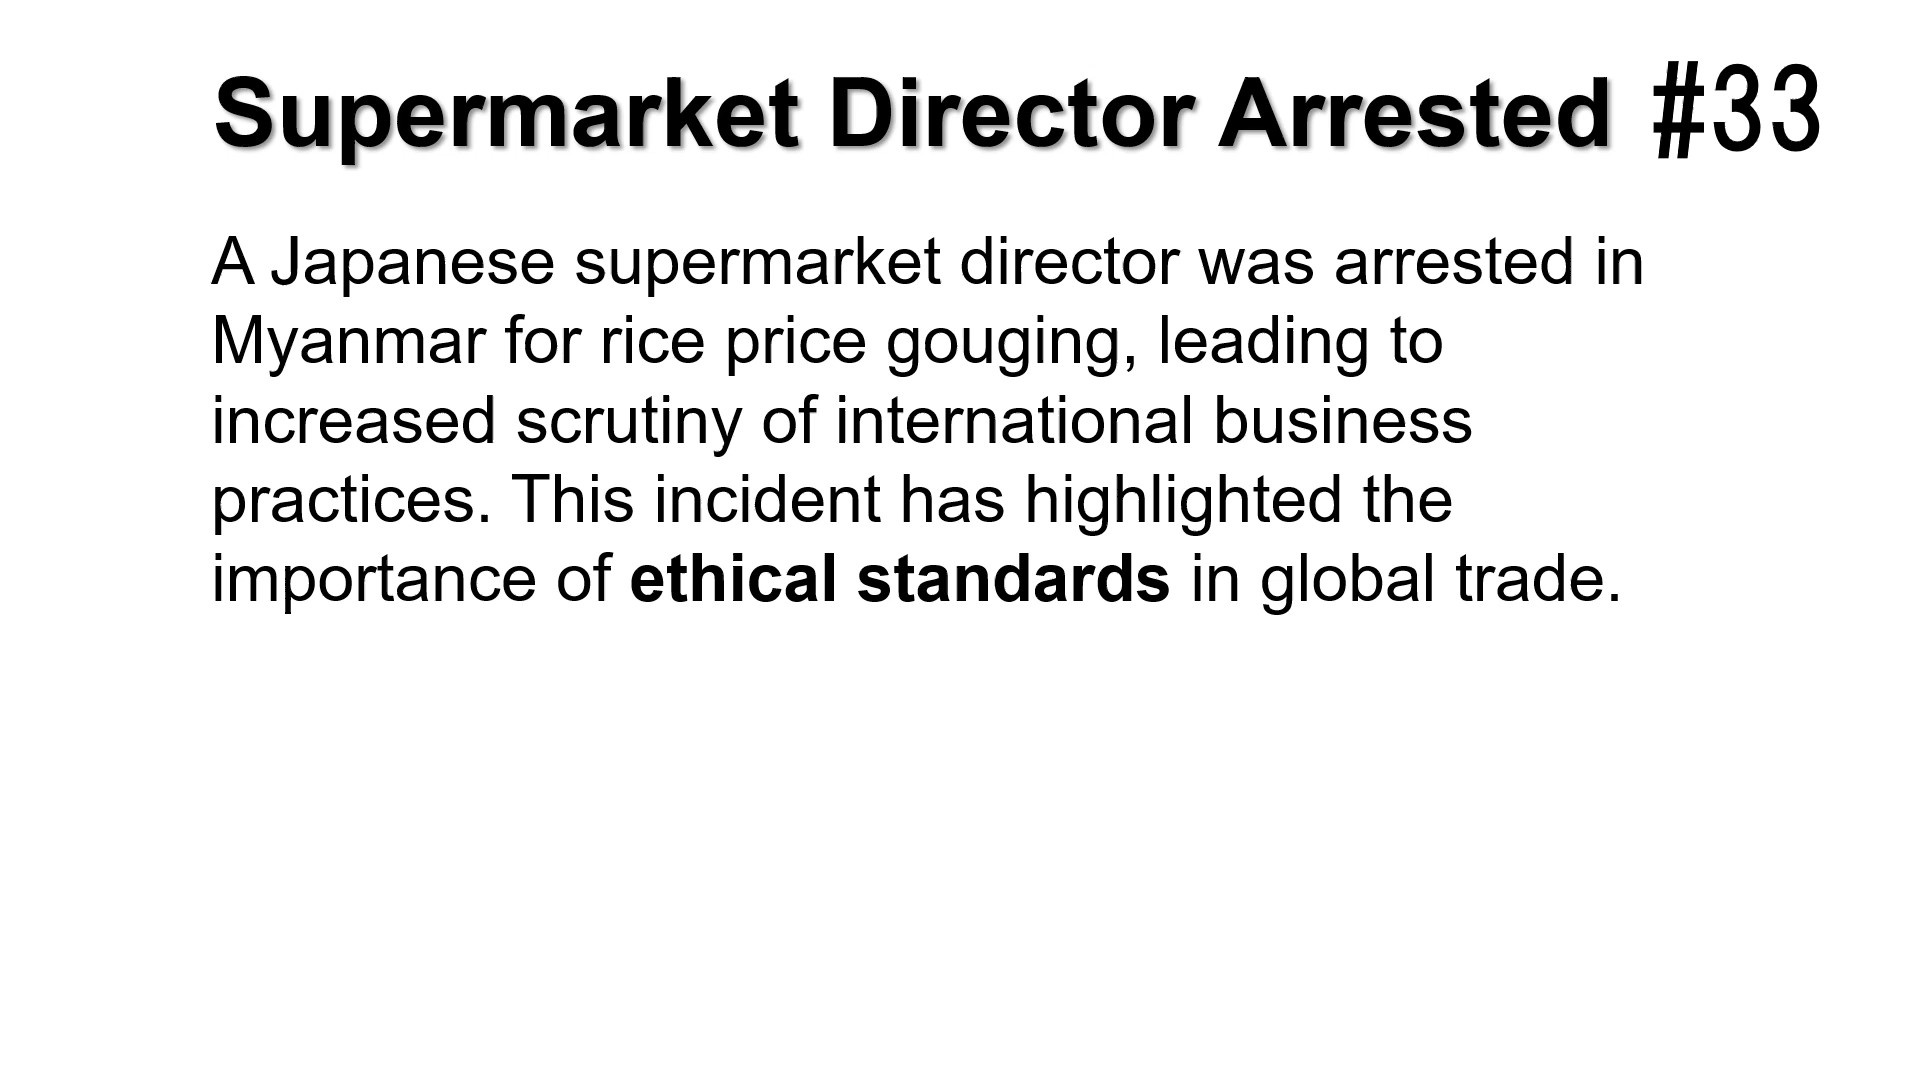 Supermarket Director Arrested #33
A Japanese supermarket director was arrested in
Myanmar for rice price gouging, leading to
increased scrutiny of international business
practices. This incident has highlighted the
importance of ethical standards in global trade.